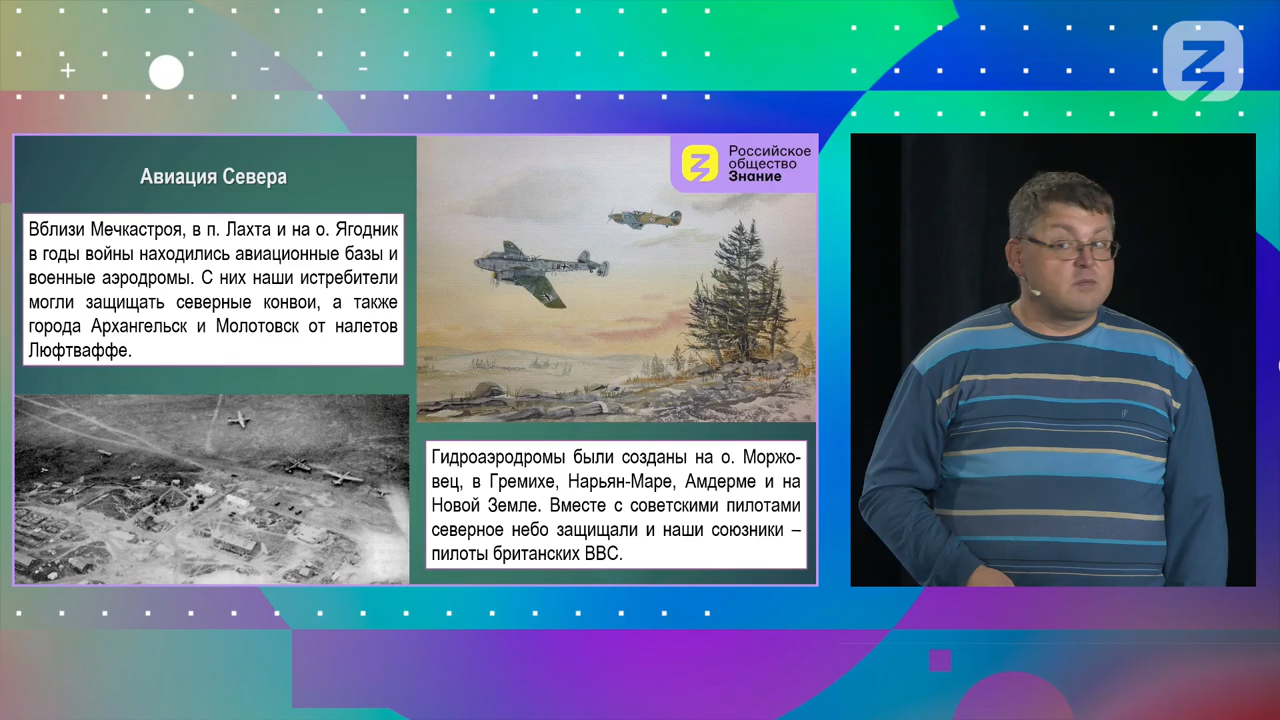 Авиация Севера
Вблизи Мечкастроя, в п. Лахта и на о. Ягодник
в годы войны находились авиационные базы и
военные аэродромы. С них наши истребители
могли защищать северные конвои, а также
города Архангельск и Молотовск от налетов
Люфтваффе.
Российское
общество
Знание
Гидроаэродромы были созданы на о. Моржо-
вец, в Гремихе, Нарьян-Маре, Амдерме и на
Новой Земле. Вместе с советскими пилотами
северное небо защищали и наши союзники –
пилоты британских ВВС.